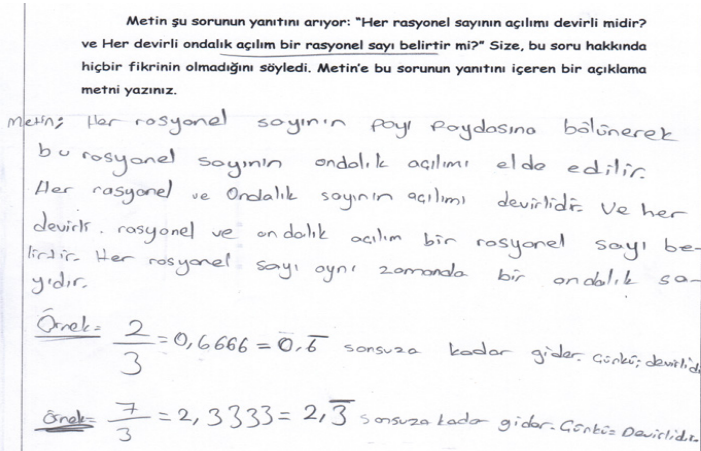 Metin şu sorunun yanıtını arıyor: “Her rasyonel sayının açılımı devirli midir?
ve Her devirli ondalık açılım bir rasyonel sayı belirtir mi?” Size, bu soru hakkında
hiçbir fikrinin olmadığını söyledi. Metin’e bu sorunun yanıtını içeren bir açıklama
metni yazınız.
Metin; Her rasyonel sayının payı paydasına bölünerek
bu rasyonel sayının ondalık açılımı elde edilir.
Her rasyonel ve Ondalık sayının açılımı devirlidir. Ve her
devirli. rasyonel ve ondalık acılım bir rasyonel sayı be-
lirtir. Her rasyonel sayı aynı zamanda bir ondalık sa-
yıdır.
Örnek= 2/3 = 0,6666 = 0,6̅ sonsuza kadar gider. Çünkü; devirlidi
Örnek= 7/3 = 2,3333 = 2,3̅ sonsuza kadar gider. Çünkü= Devirlidir.